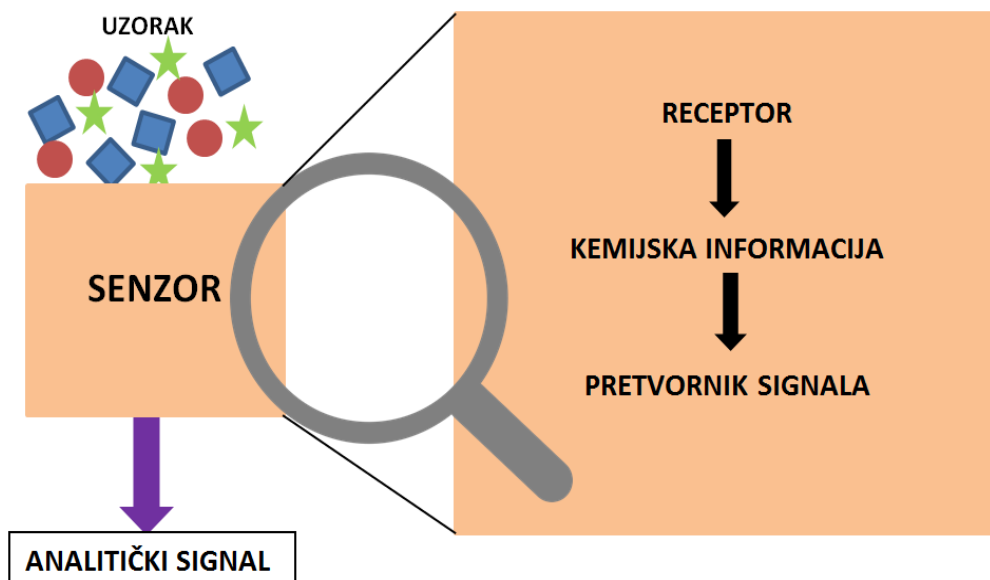 UZORAK
SENZOR
ANALITIČKI SIGNAL
RECEPTOR
KEMIJSKA INFORMACIJA
PRETVORNIK SIGNALA